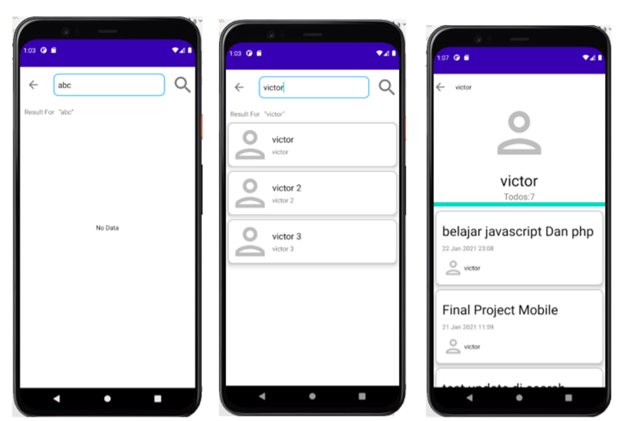 1:03
abc
Result For "abc"
No Data
1:03
victor
Result For "victor"
victor
victor
victor 2
victor 2
victor 3
victor 3
1:07
victor
victor
Todos:7
belajar javascript Dan php
22 Jan 2021 23:08
victor
Final Project Mobile
21 Jan 2021 11:59
victor